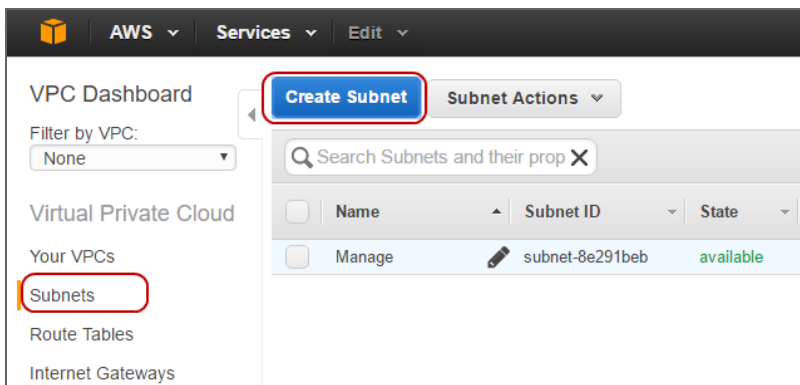 AWS Services Edit
VPC Dashboard
Filter by VPC:
None
Virtual Private Cloud
Your VPCs
Subnets
Route Tables
Internet Gateways
Create Subnet Subnet Actions
Search Subnets and their prop
Name Subnet ID State
Manage subnet-8e291beb available